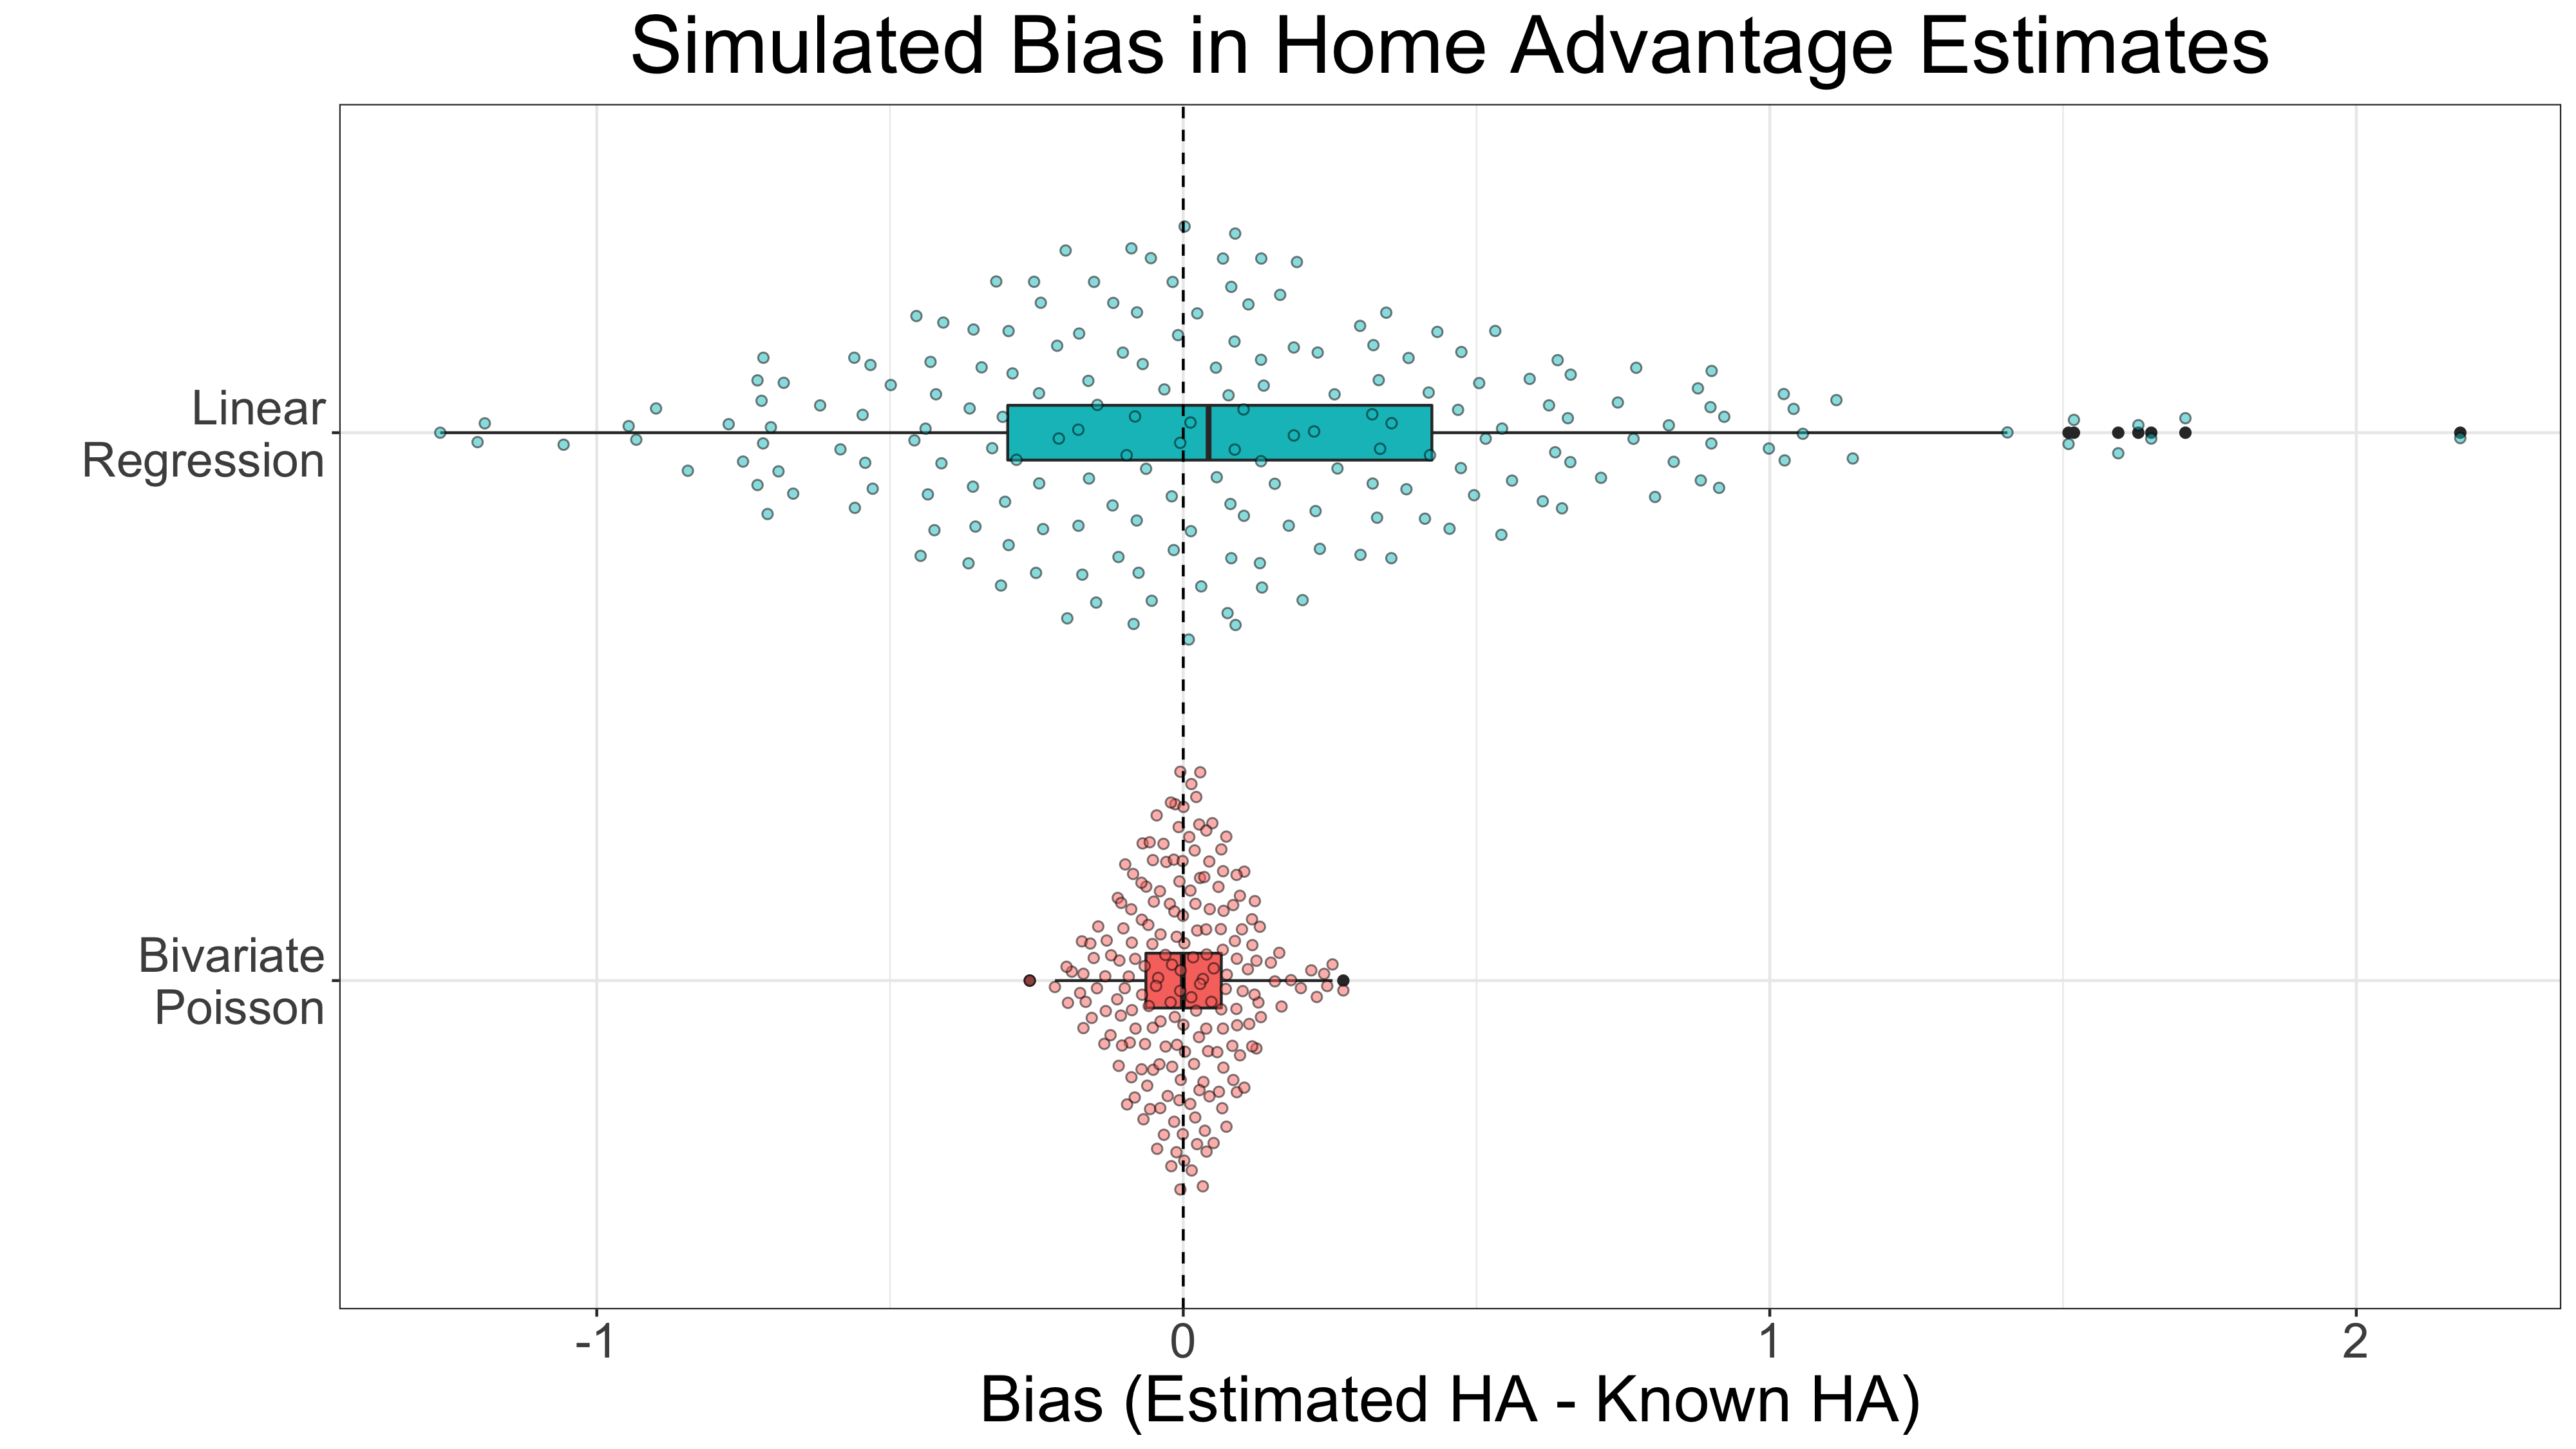 Simulated Bias in Home Advantage Estimates
Linear
Regression
Bivariate
Poisson
-1 0 1 2
Bias (Estimated HA - Known HA)